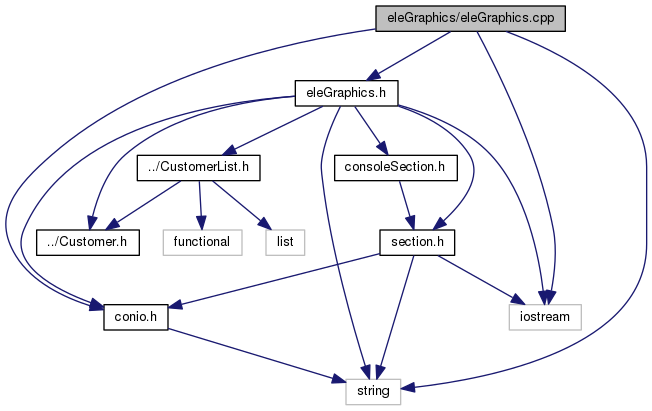 eleGraphics/eleGraphics.cpp
eleGraphics.h
../CustomerList.h
consoleSection.h
../Customer.h
functional
list
section.h
conio.h
iostream
string